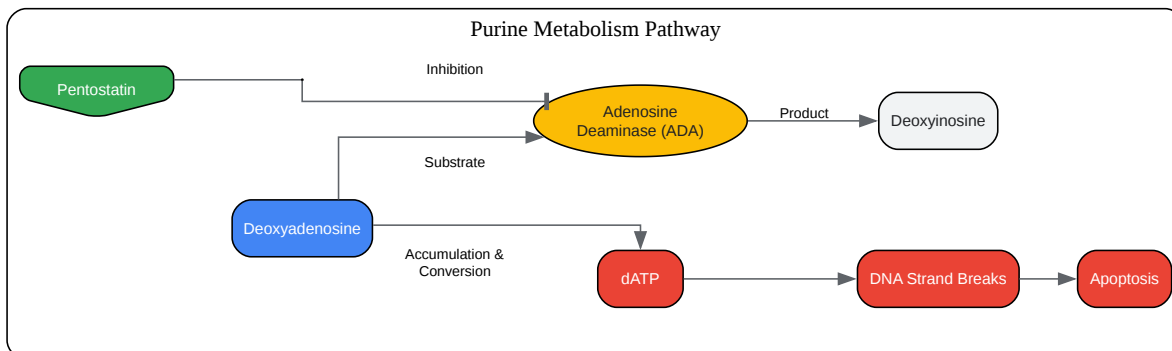 Purine Metabolism Pathway
Pentostatin
Inhibition
Adenosine
Deaminase (ADA)
Product
Deoxyinosine
Substrate
Deoxyadenosine
Accumulation &
Conversion
dATP
DNA Strand Breaks
Apoptosis